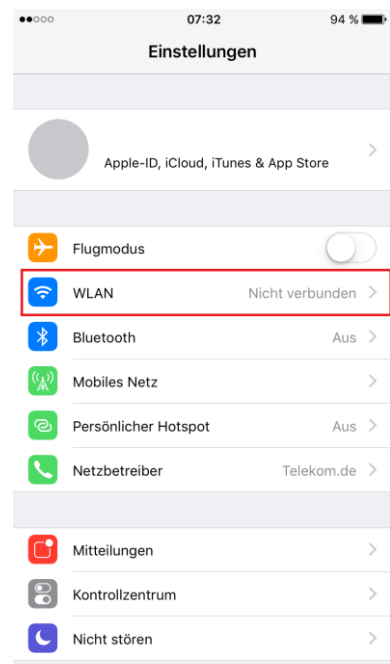 07:32 94 %
Einstellungen
Apple-ID, iCloud, iTunes & App Store
Flugmodus
WLAN Nicht verbunden
Bluetooth Aus
Mobiles Netz
Persönlicher Hotspot Aus
Netzbetreiber Telekom.de
Mitteilungen
Kontrollzentrum
Nicht stören